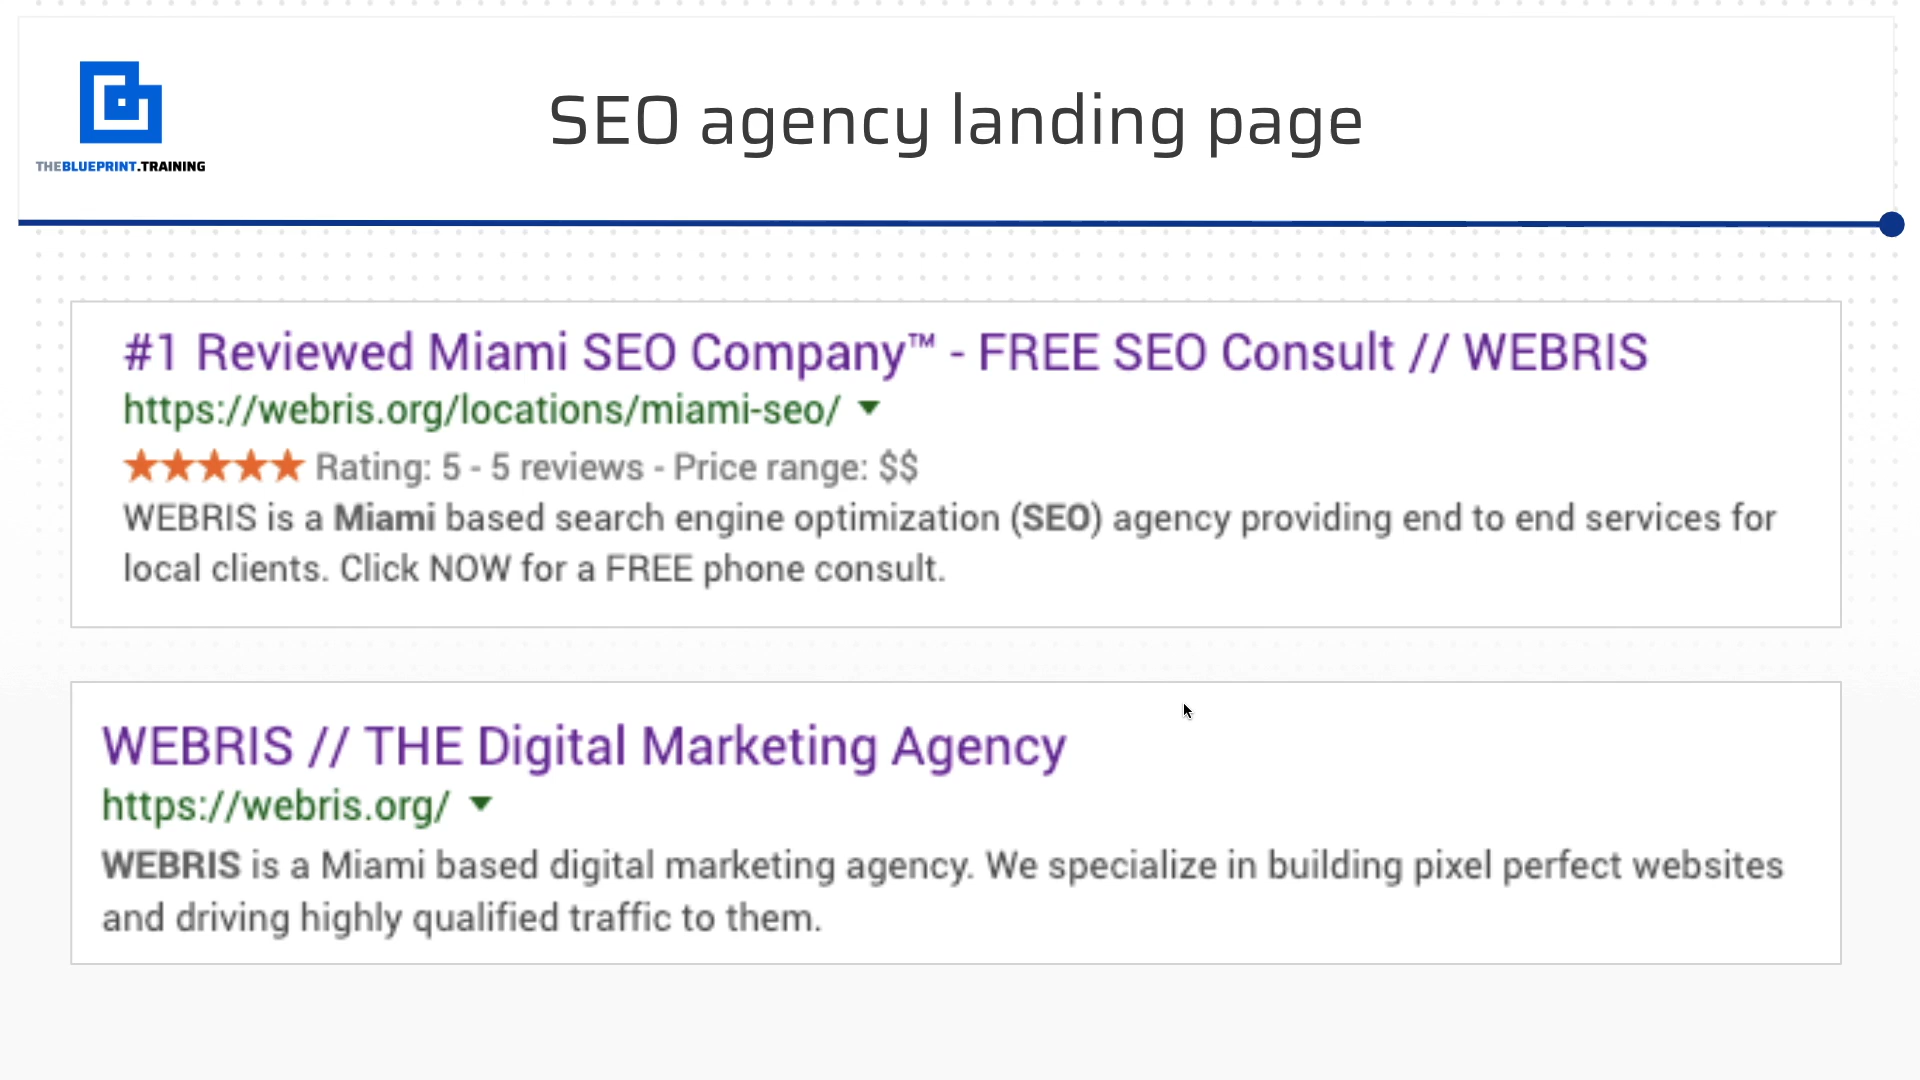 THEBLUEPRINT.TRAINING
SEO agency landing page
#1 Reviewed Miami SEO Company™ - FREE SEO Consult // WEBRIS
https://webris.org/locations/miami-seo/
Rating: 5 - 5 reviews - Price range: $$
WEBRIS is a Miami based search engine optimization (SEO) agency providing end to end services for
local clients. Click NOW for a FREE phone consult.
WEBRIS // THE Digital Marketing Agency
https://webris.org/
WEBRIS is a Miami based digital marketing agency. We specialize in building pixel perfect websites
and driving highly qualified traffic to them.